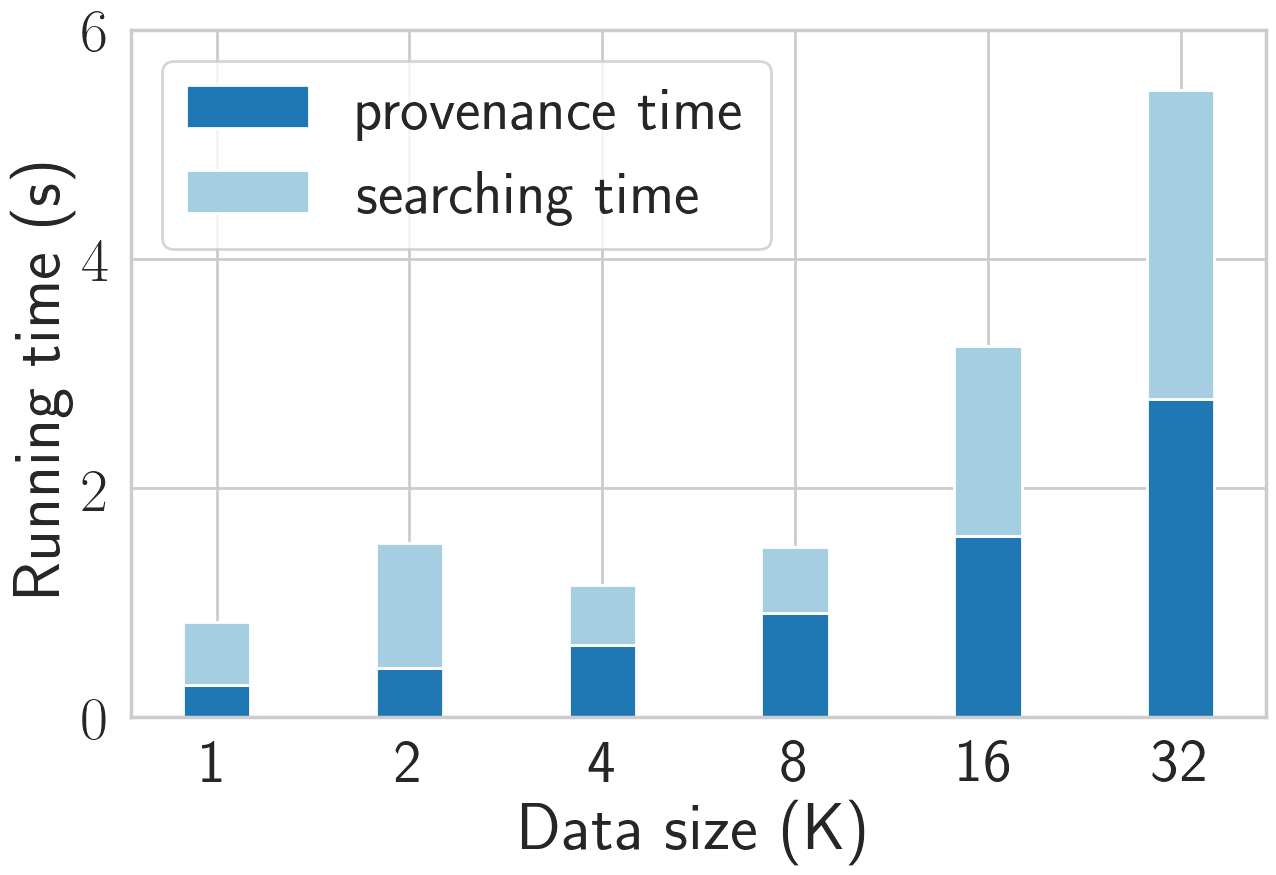 6
provenance time
searching time
4
2
0
Running time (s)
1 2 4 8 16 32
Data size (K)